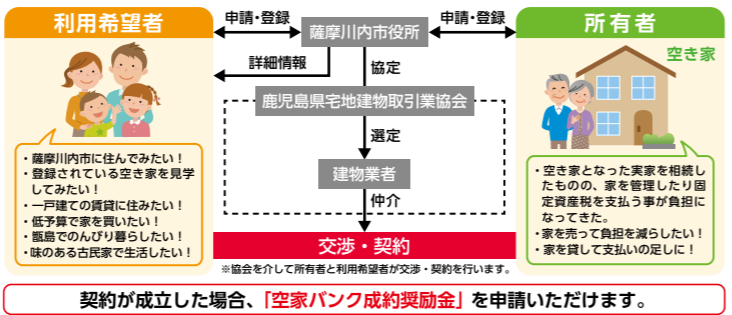 利用希望者
申請・登録
薩摩川内市役所
申請・登録
所有者
詳細情報
協定
空き家
鹿児島県宅地建物取引業協会
選定
建物業者
仲介
・薩摩川内市に住んでみたい！
・登録されている空き家を見学
してみたい！
・一戸建ての賃貸に住みたい！
・低予算で家を買いたい！
・甑島でのんびり暮らしたい！
・味のある古民家で生活したい！
・空き家となった実家を相続し
たものの、家を管理したり固
定資産税を支払う事が負担に
なってきた。
・家を売って負担を減らしたい！
・家を貸して支払いの足しに！
交渉・契約
※協会を介して所有者と利用希望者が交渉・契約を行います。
契約が成立した場合、「空家バンク成約奨励金」を申請いただけます。